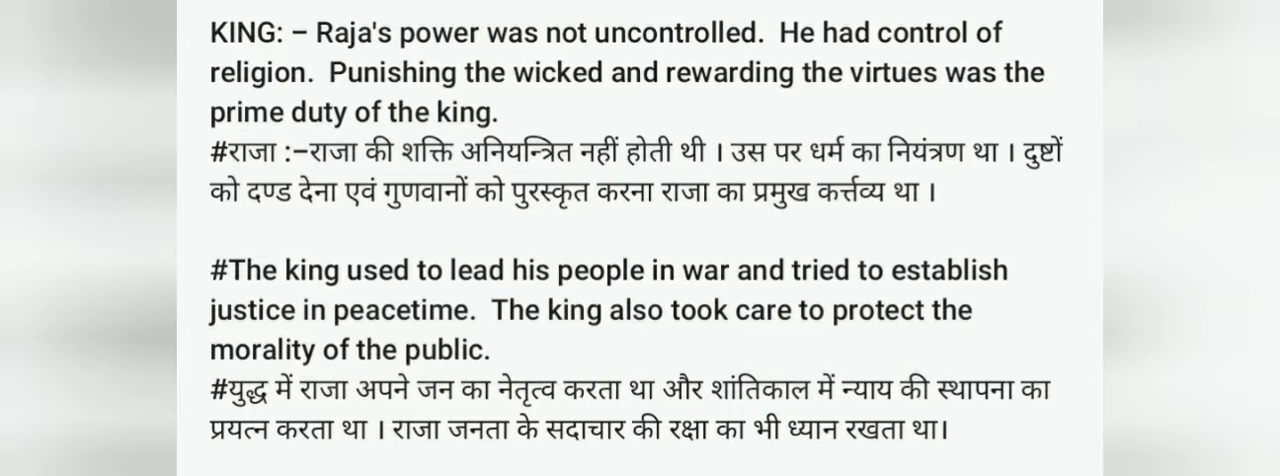 KING: – Raja's power was not uncontrolled.  He had control of
religion.  Punishing the wicked and rewarding the virtues was the
prime duty of the king.
#राजा :–राजा की शक्ति अनियन्त्रित नहीं होती थी । उस पर धर्म का नियंत्रण था । दुष्टों
को दण्ड देना एवं गुणवानों को पुरस्कृत करना राजा का प्रमुख कर्त्तव्य था ।
#The king used to lead his people in war and tried to establish
justice in peacetime.  The king also took care to protect the
morality of the public.
#युद्ध में राजा अपने जन का नेतृत्व करता था और शांतिकाल में न्याय की स्थापना का
प्रयत्न करता था । राजा जनता के सदाचार की रक्षा का भी ध्यान रखता था।